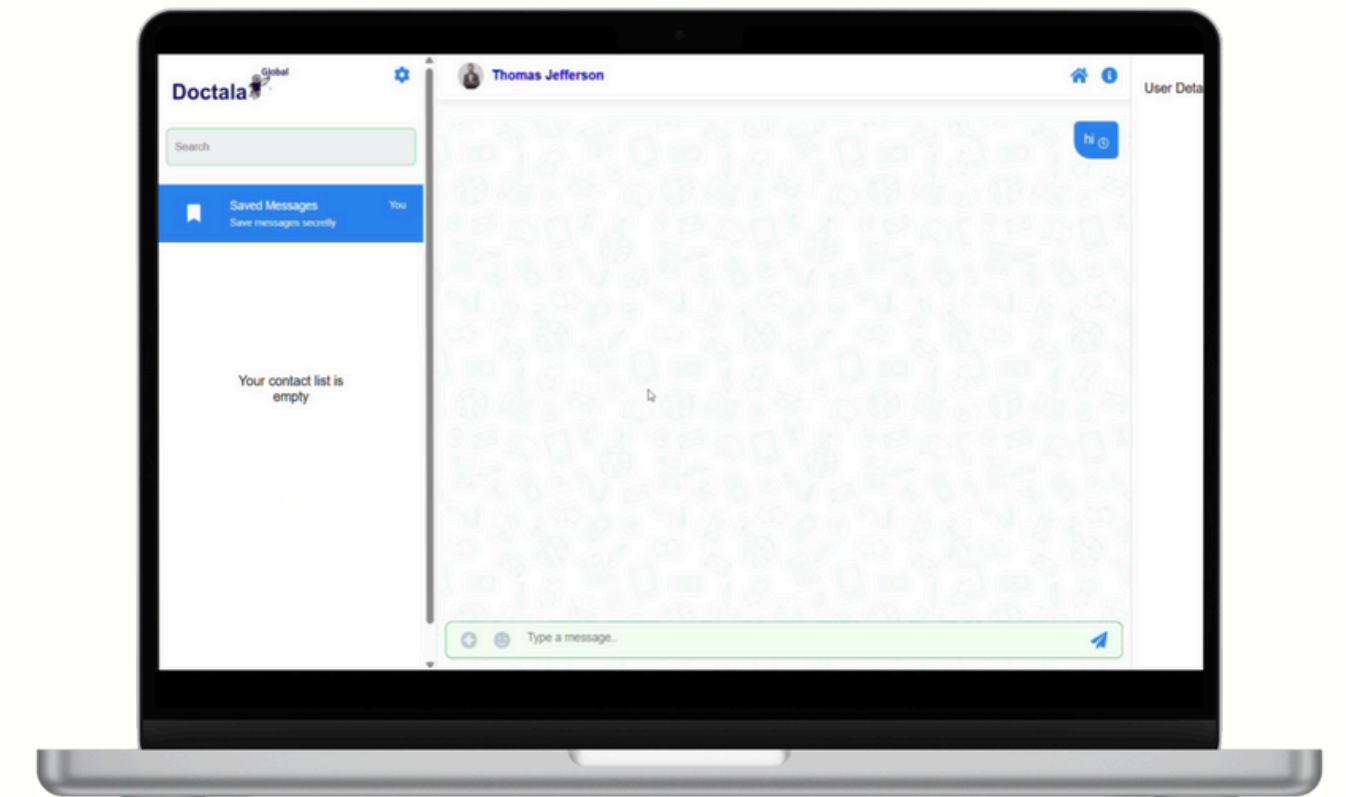 Global
Doctala
Search
Saved Messages
You
Save messages secretly
Your contact list is
empty
Thomas Jefferson
hi
Type a message..
User Deta